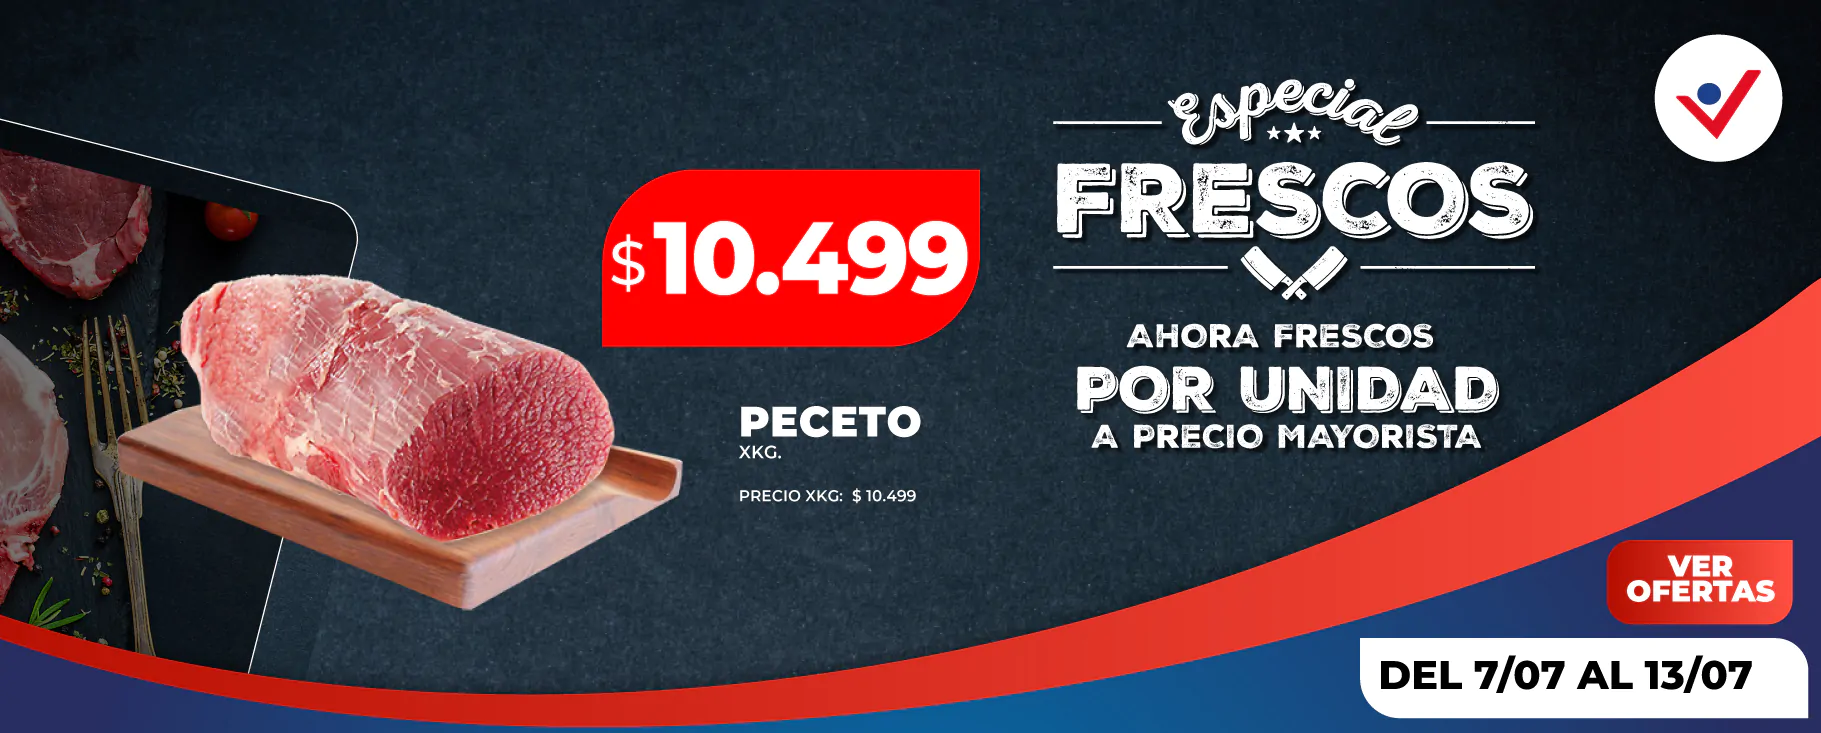 Especial
FRESCOS
AHORA FRESCOS
POR UNIDAD
A PRECIO MAYORISTA
$10.499
PECETO
XKG.
PRECIO XKG: $ 10.499
VER
OFERTAS
DEL 7/07 AL 13/07